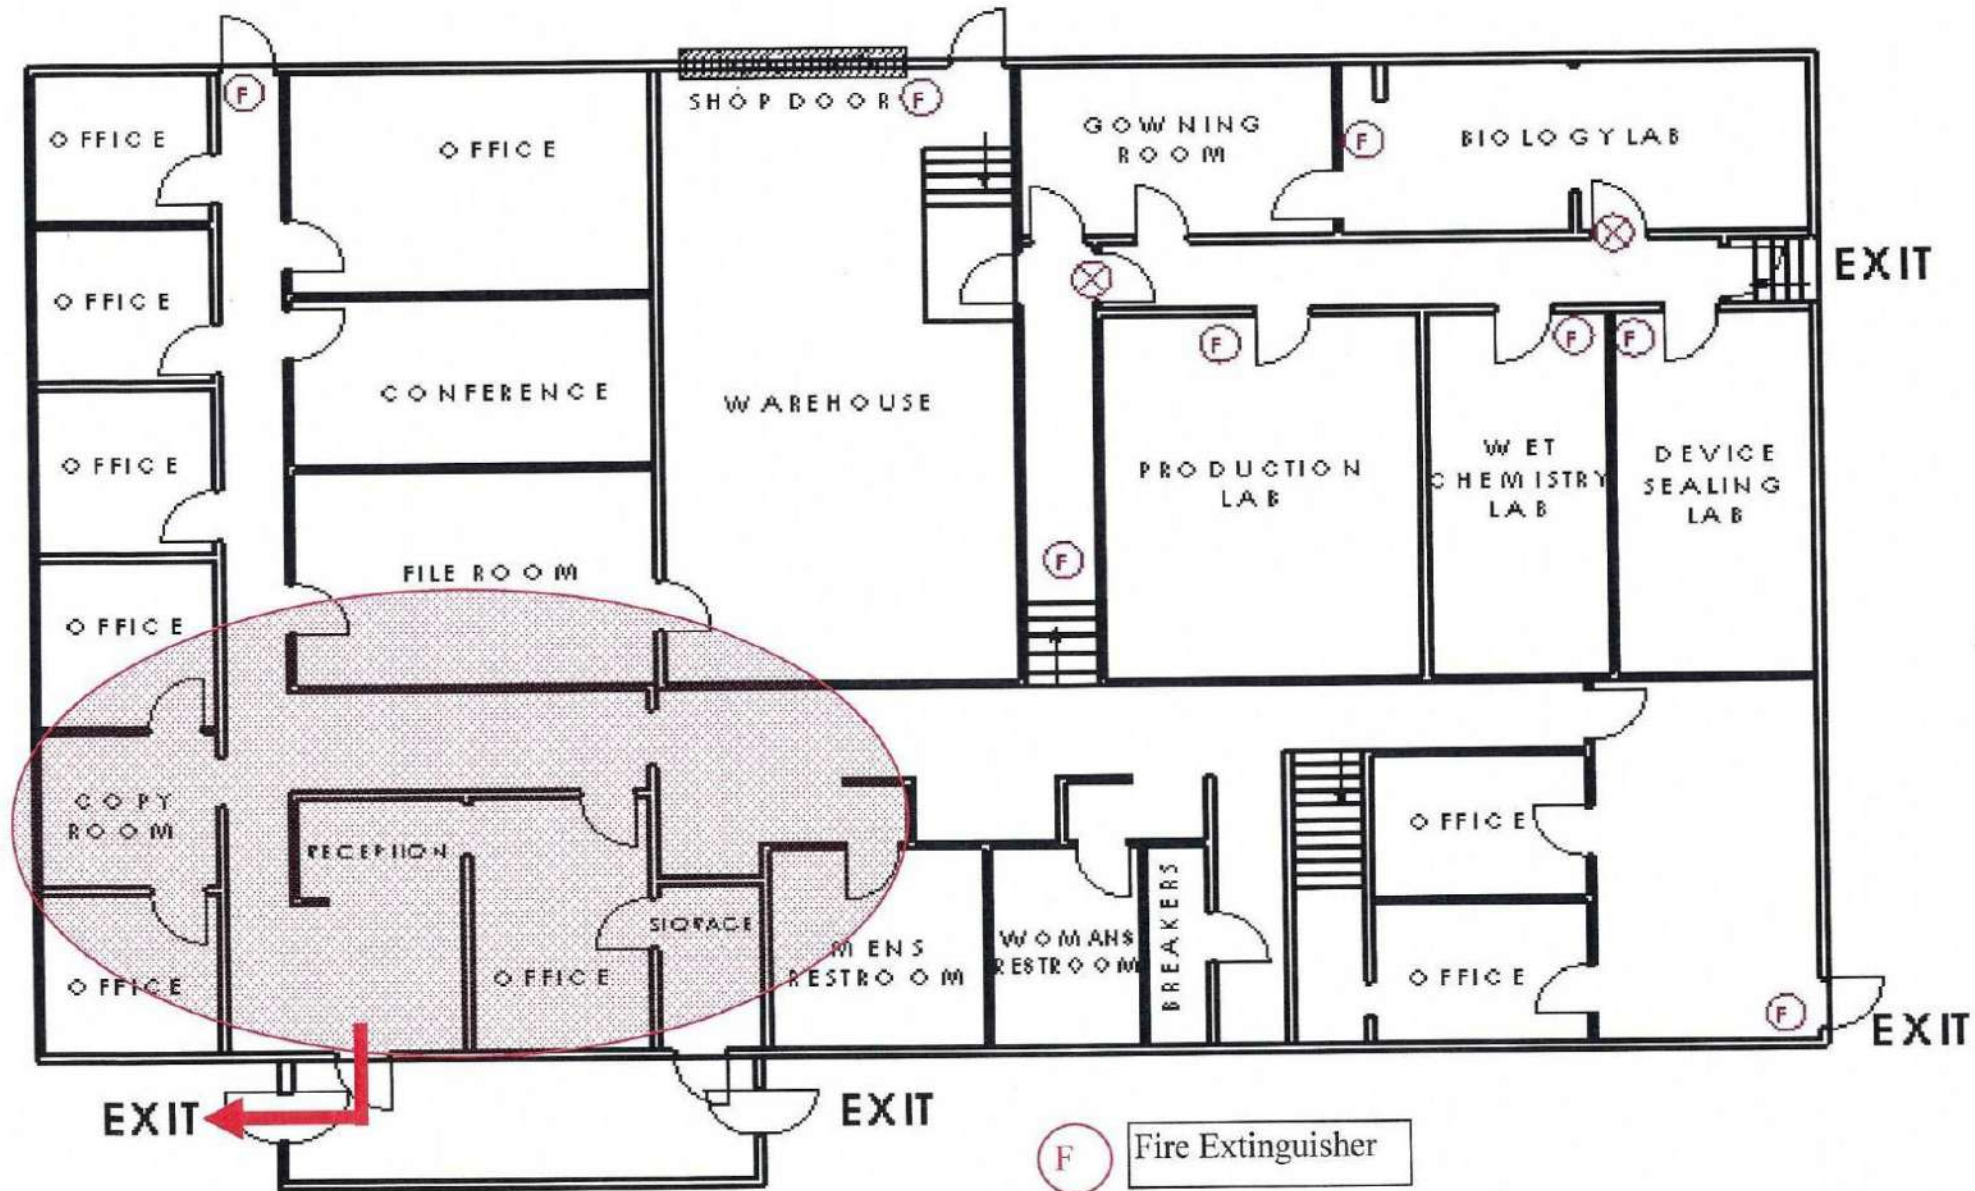 F
SHOP DOOR F
OFFICE
OFFICE
GOWNING
ROOM
F
BIOLOGY LAB
EXIT
OFFICE
F
F
F
CONFERENCE
WAREHOUSE
OFFICE
PRODUCTION
LAB
WET
CHEMISTRY
LAB
DEVICE
SEALING
LAB
F
FILE ROOM
OFFICE
COPY
ROOM
RECEPTION
OFFICE
STORAGE
MENS
RESTROOM
WOMANS
RESTROOM
BREAKERS
OFFICE
OFFICE
OFFICE
F
EXIT
EXIT
EXIT
F Fire Extinguisher